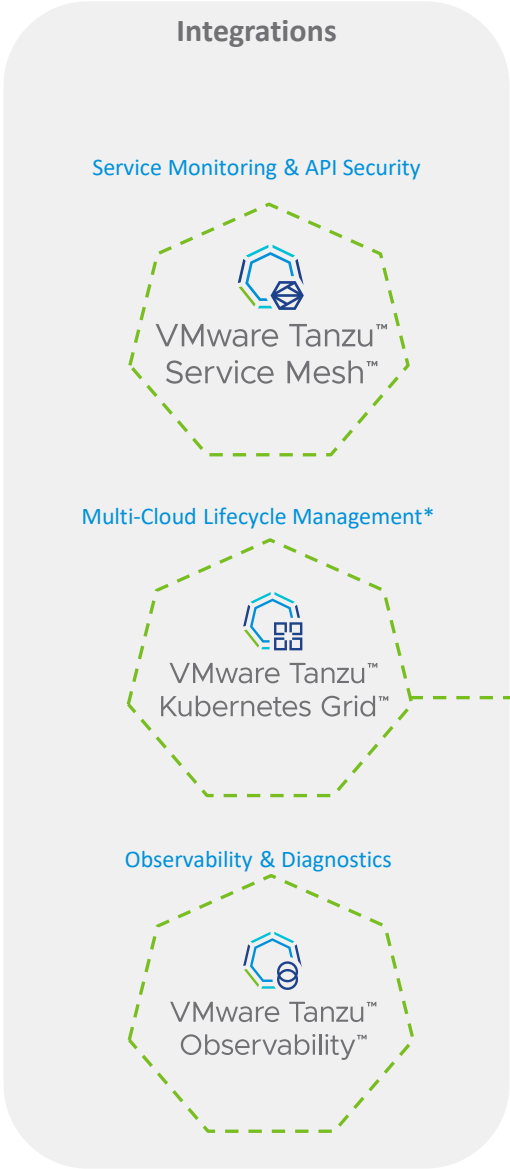 Integrations
Service Monitoring & API Security
VMware Tanzu™
Service Mesh™
Multi-Cloud Lifecycle Management*
VMware Tanzu™
Kubernetes Grid™
Observability & Diagnostics
VMware Tanzu™
Observability™